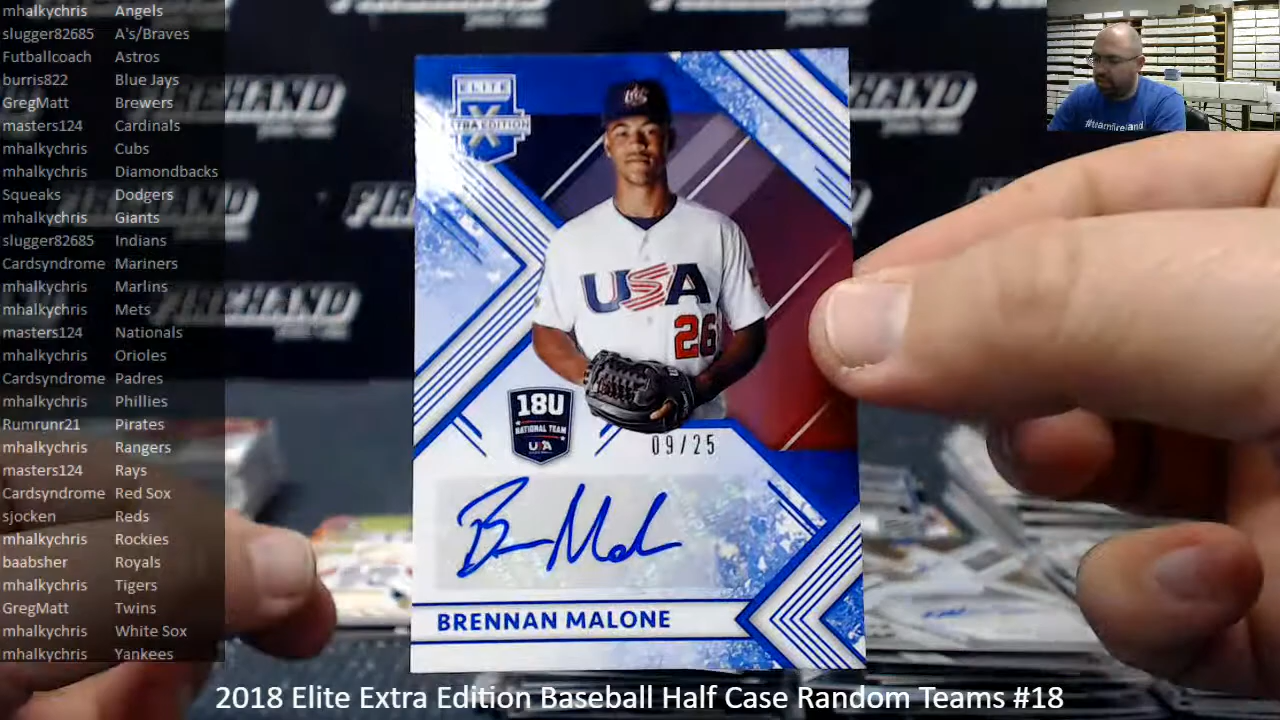 mhalkychris Angels
slugger82685 A's/Braves
Futballcoach Astros
burris822 Blue Jays
GregMatt Brewers
masters124 Cardinals
mhalkychris Cubs
mhalkychris Diamondbacks
Squeaks Dodgers
mhalkychris Giants
slugger82685 Indians
Cardsyndrome Mariners
mhalkychris Marlins
mhalkychris Mets
masters124 Nationals
mhalkychris Orioles
Cardsyndrome Padres
mhalkychris Phillies
Rumrunr21 Pirates
mhalkychris Rangers
masters124 Rays
Cardsyndrome Red Sox
sjocken Reds
mhalkychris Rockies
baabsher Royals
mhalkychris Tigers
GregMatt Twins
mhalkychris White Sox
mhalkychris Yankees
ELITE
X
TRA EDITION
USA
26
18U
NATIONAL TEAM
USA
09/25
BRENNAN MALONE
#teamfirehand
2018 Elite Extra Edition Baseball Half Case Random Teams #18